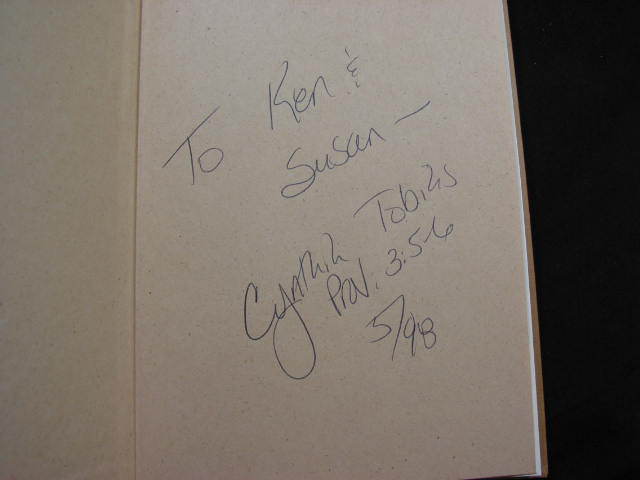 To Ken &
Susan –
Cynthia Tobias
Prov. 3:5-6
5/98